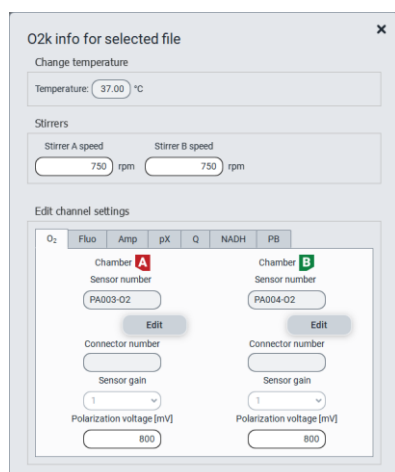 O2k info for selected file
Change temperature
Temperature: 37.00 °C
Stirrers
Stirrer A speed Stirrer B speed
750 rpm 750 rpm
Edit channel settings
O₂ Fluo Amp pX Q NADH PB
Chamber A Chamber B
Sensor number Sensor number
PA003-O2 PA004-O2
Edit Edit
Connector number Connector number
Sensor gain Sensor gain
1 1
Polarization voltage [mV] Polarization voltage [mV]
800 800